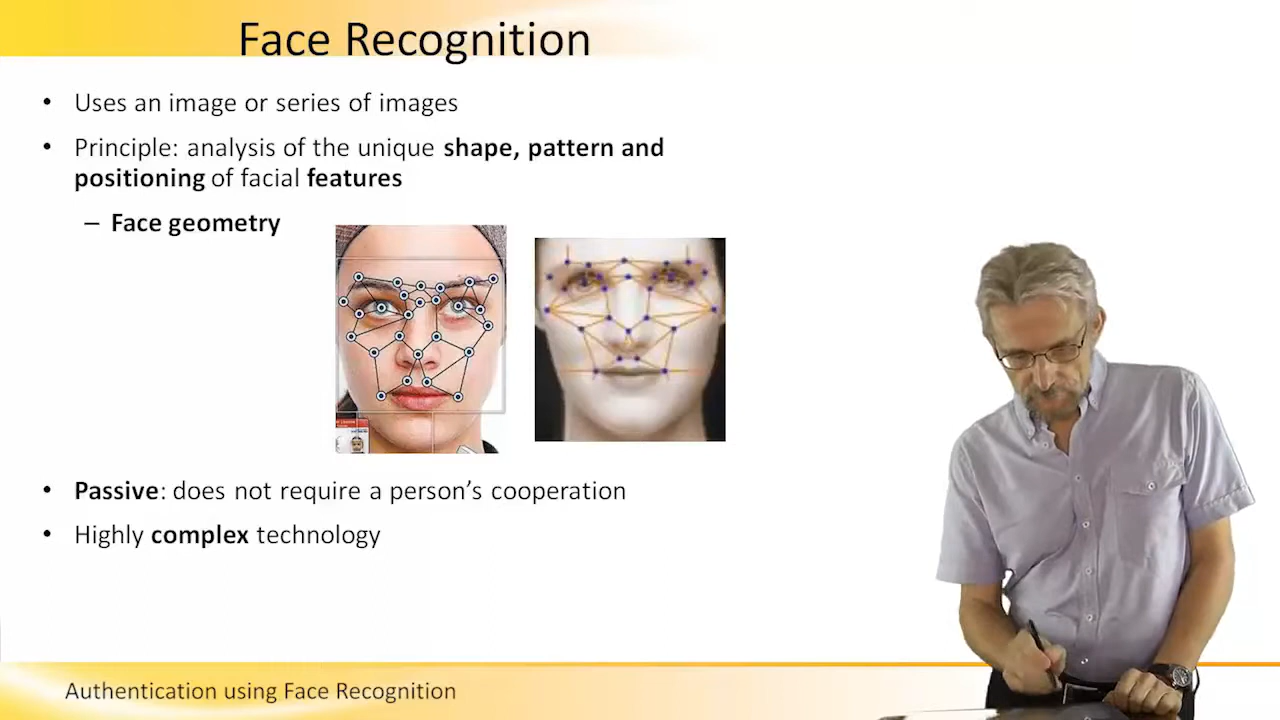 Face Recognition
• Uses an image or series of images
• Principle: analysis of the unique shape, pattern and
positioning of facial features
– Face geometry
• Passive: does not require a person's cooperation
• Highly complex technology
Authentication using Face Recognition